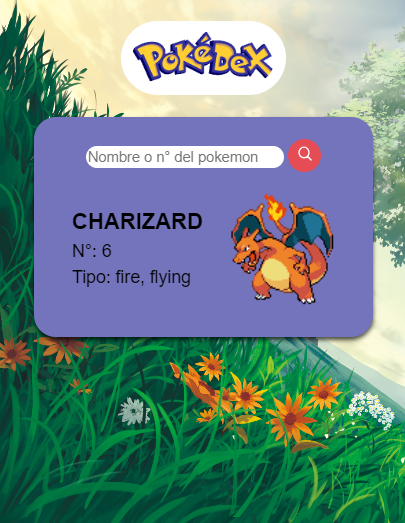 POKéDEX
Nombre o n° del pokemon
CHARIZARD
N°: 6
Tipo: fire, flying